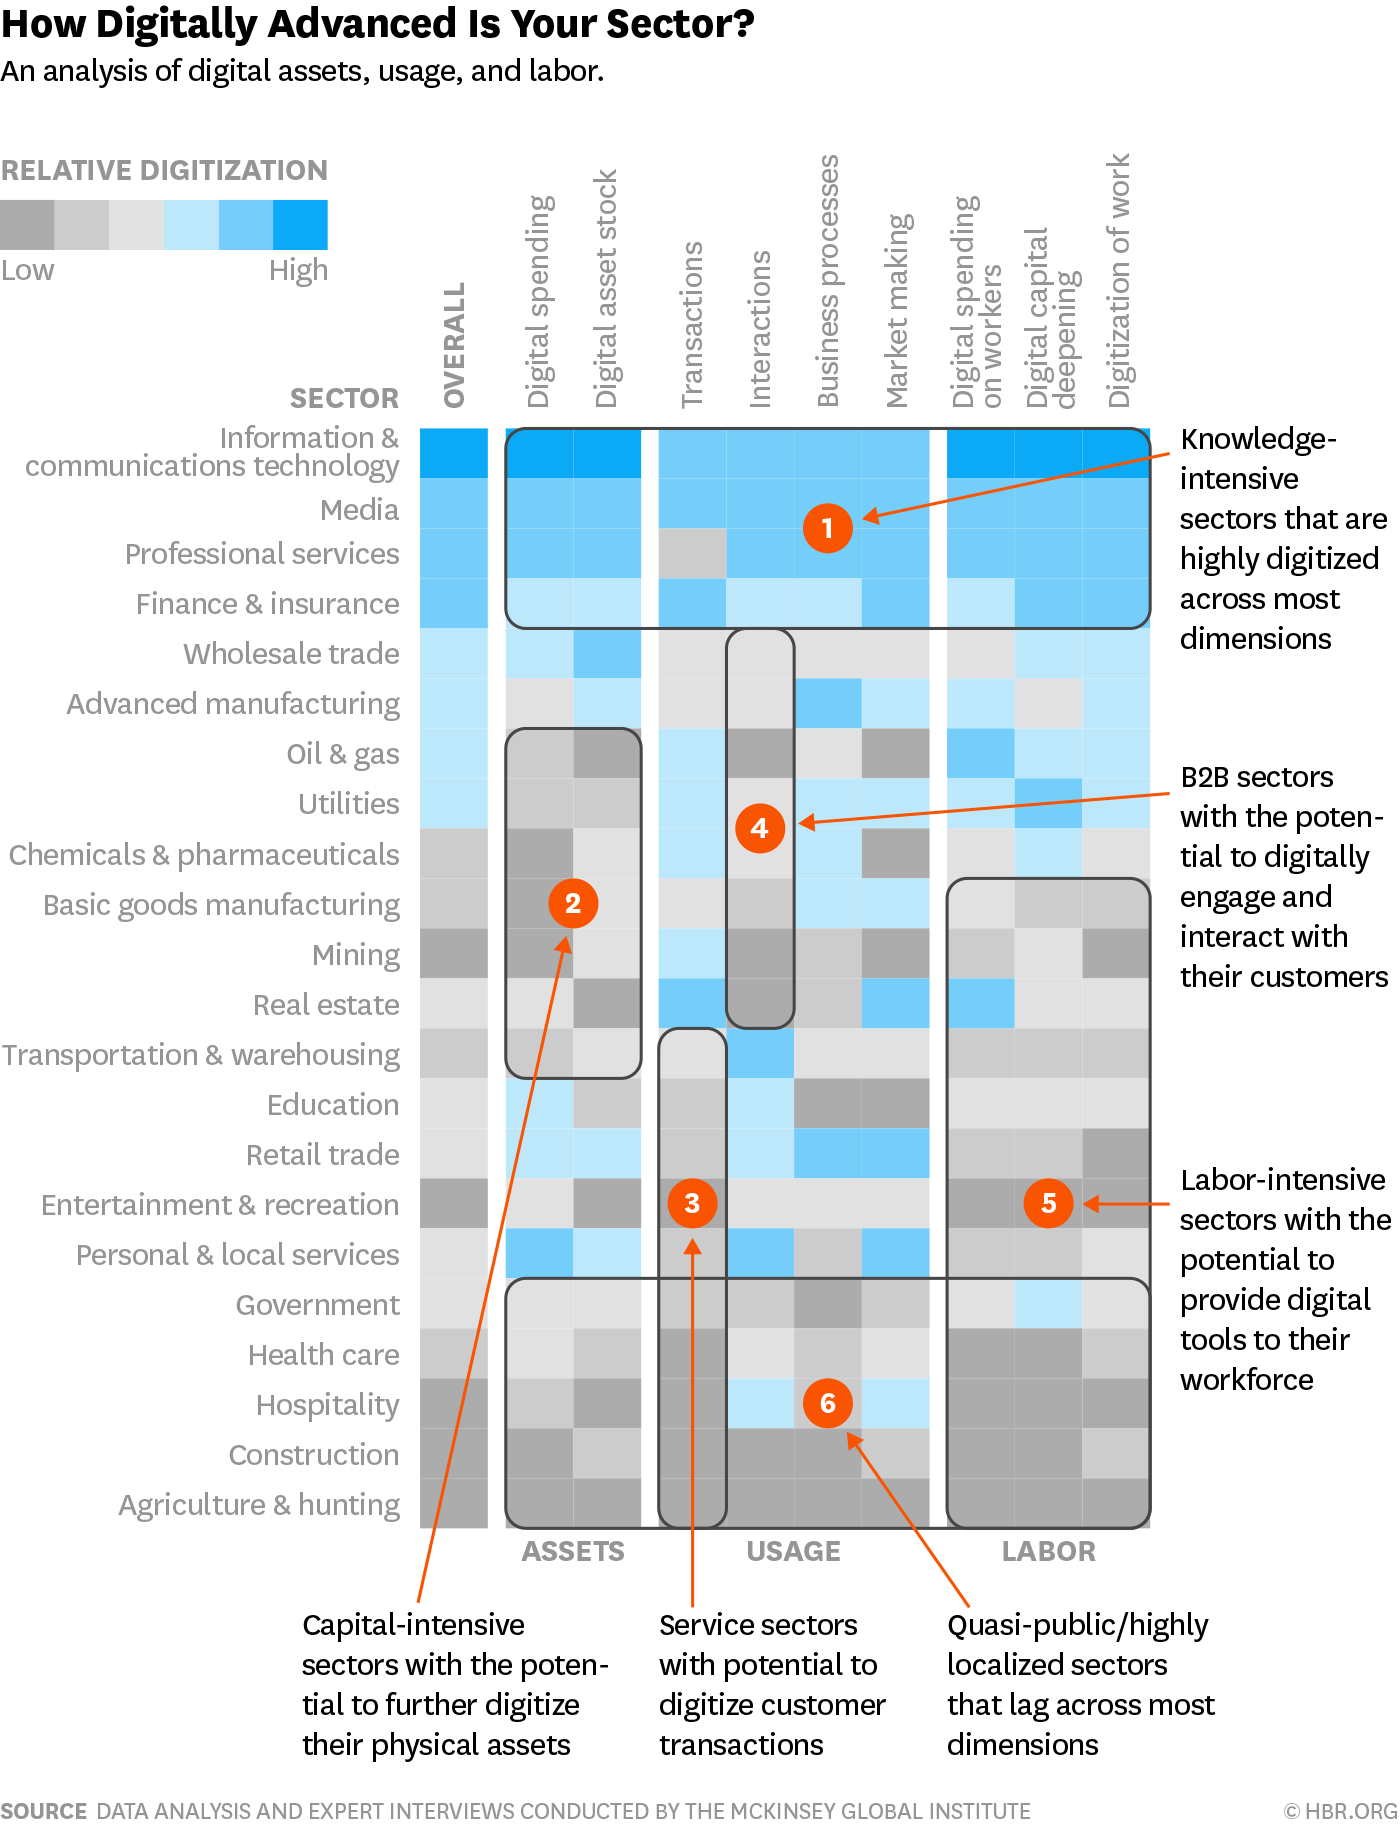 How Digitally Advanced Is Your Sector?
An analysis of digital assets, usage, and labor.
RELATIVE DIGITIZATION
Low
High
SECTOR
OVERALL
Digital spending
Digital asset stock
Transactions
Interactions
Business processes
Market making
Digital spending
on workers
Digital capital
deepening
Digitization of work
Information &
communications technology
Media
Professional services
Finance & insurance
Wholesale trade
Advanced manufacturing
Oil & gas
Utilities
Chemicals & pharmaceuticals
Basic goods manufacturing
Mining
Real estate
Transportation & warehousing
Education
Retail trade
Entertainment & recreation
Personal & local services
Government
Health care
Hospitality
Construction
Agriculture & hunting
1
2
3
4
5
6
Knowledge-
intensive
sectors that are
highly digitized
across most
dimensions
B2B sectors
with the poten-
tial to digitally
engage and
interact with
their customers
Labor-intensive
sectors with the
potential to
provide digital
tools to their
workforce
ASSETS
USAGE
LABOR
Capital-intensive
sectors with the poten-
tial to further digitize
their physical assets
Service sectors
with potential to
digitize customer
transactions
Quasi-public/highly
localized sectors
that lag across most
dimensions
SOURCE DATA ANALYSIS AND EXPERT INTERVIEWS CONDUCTED BY THE MCKINSEY GLOBAL INSTITUTE
© HBR.ORG